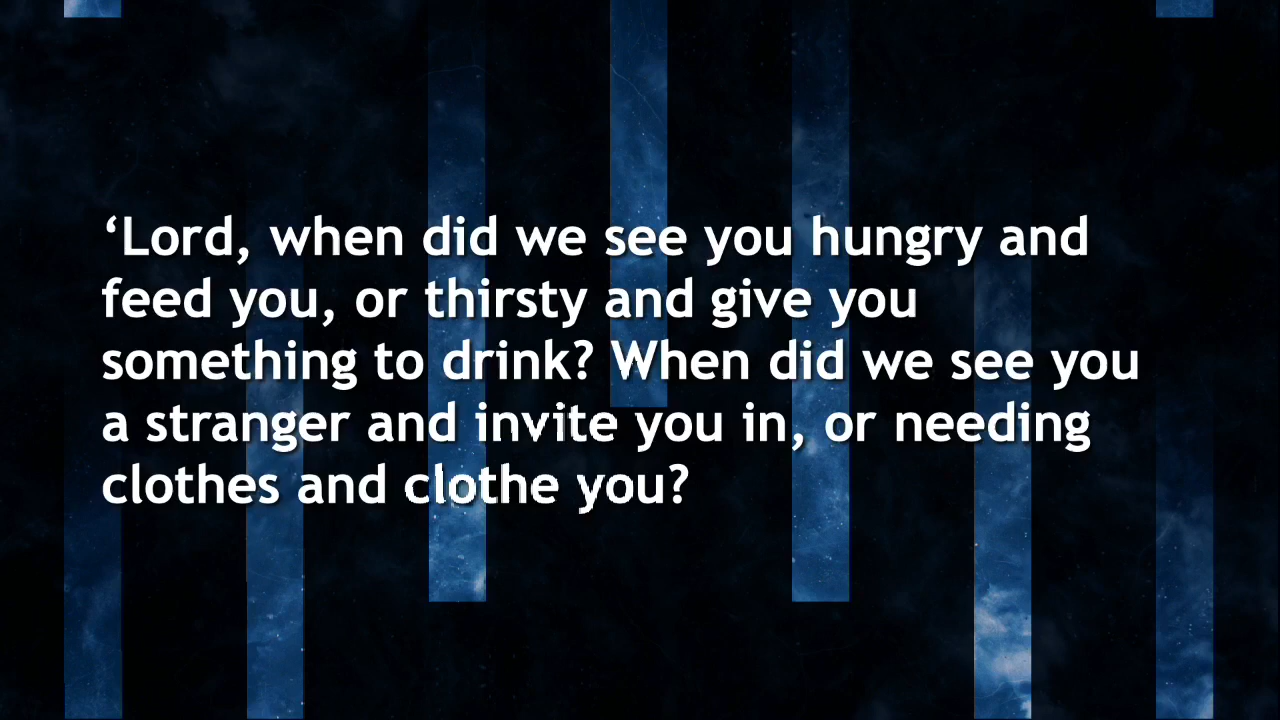 ‘Lord, when did we see you hungry and
feed you, or thirsty and give you
something to drink? When did we see you
a stranger and invite you in, or needing
clothes and clothe you?